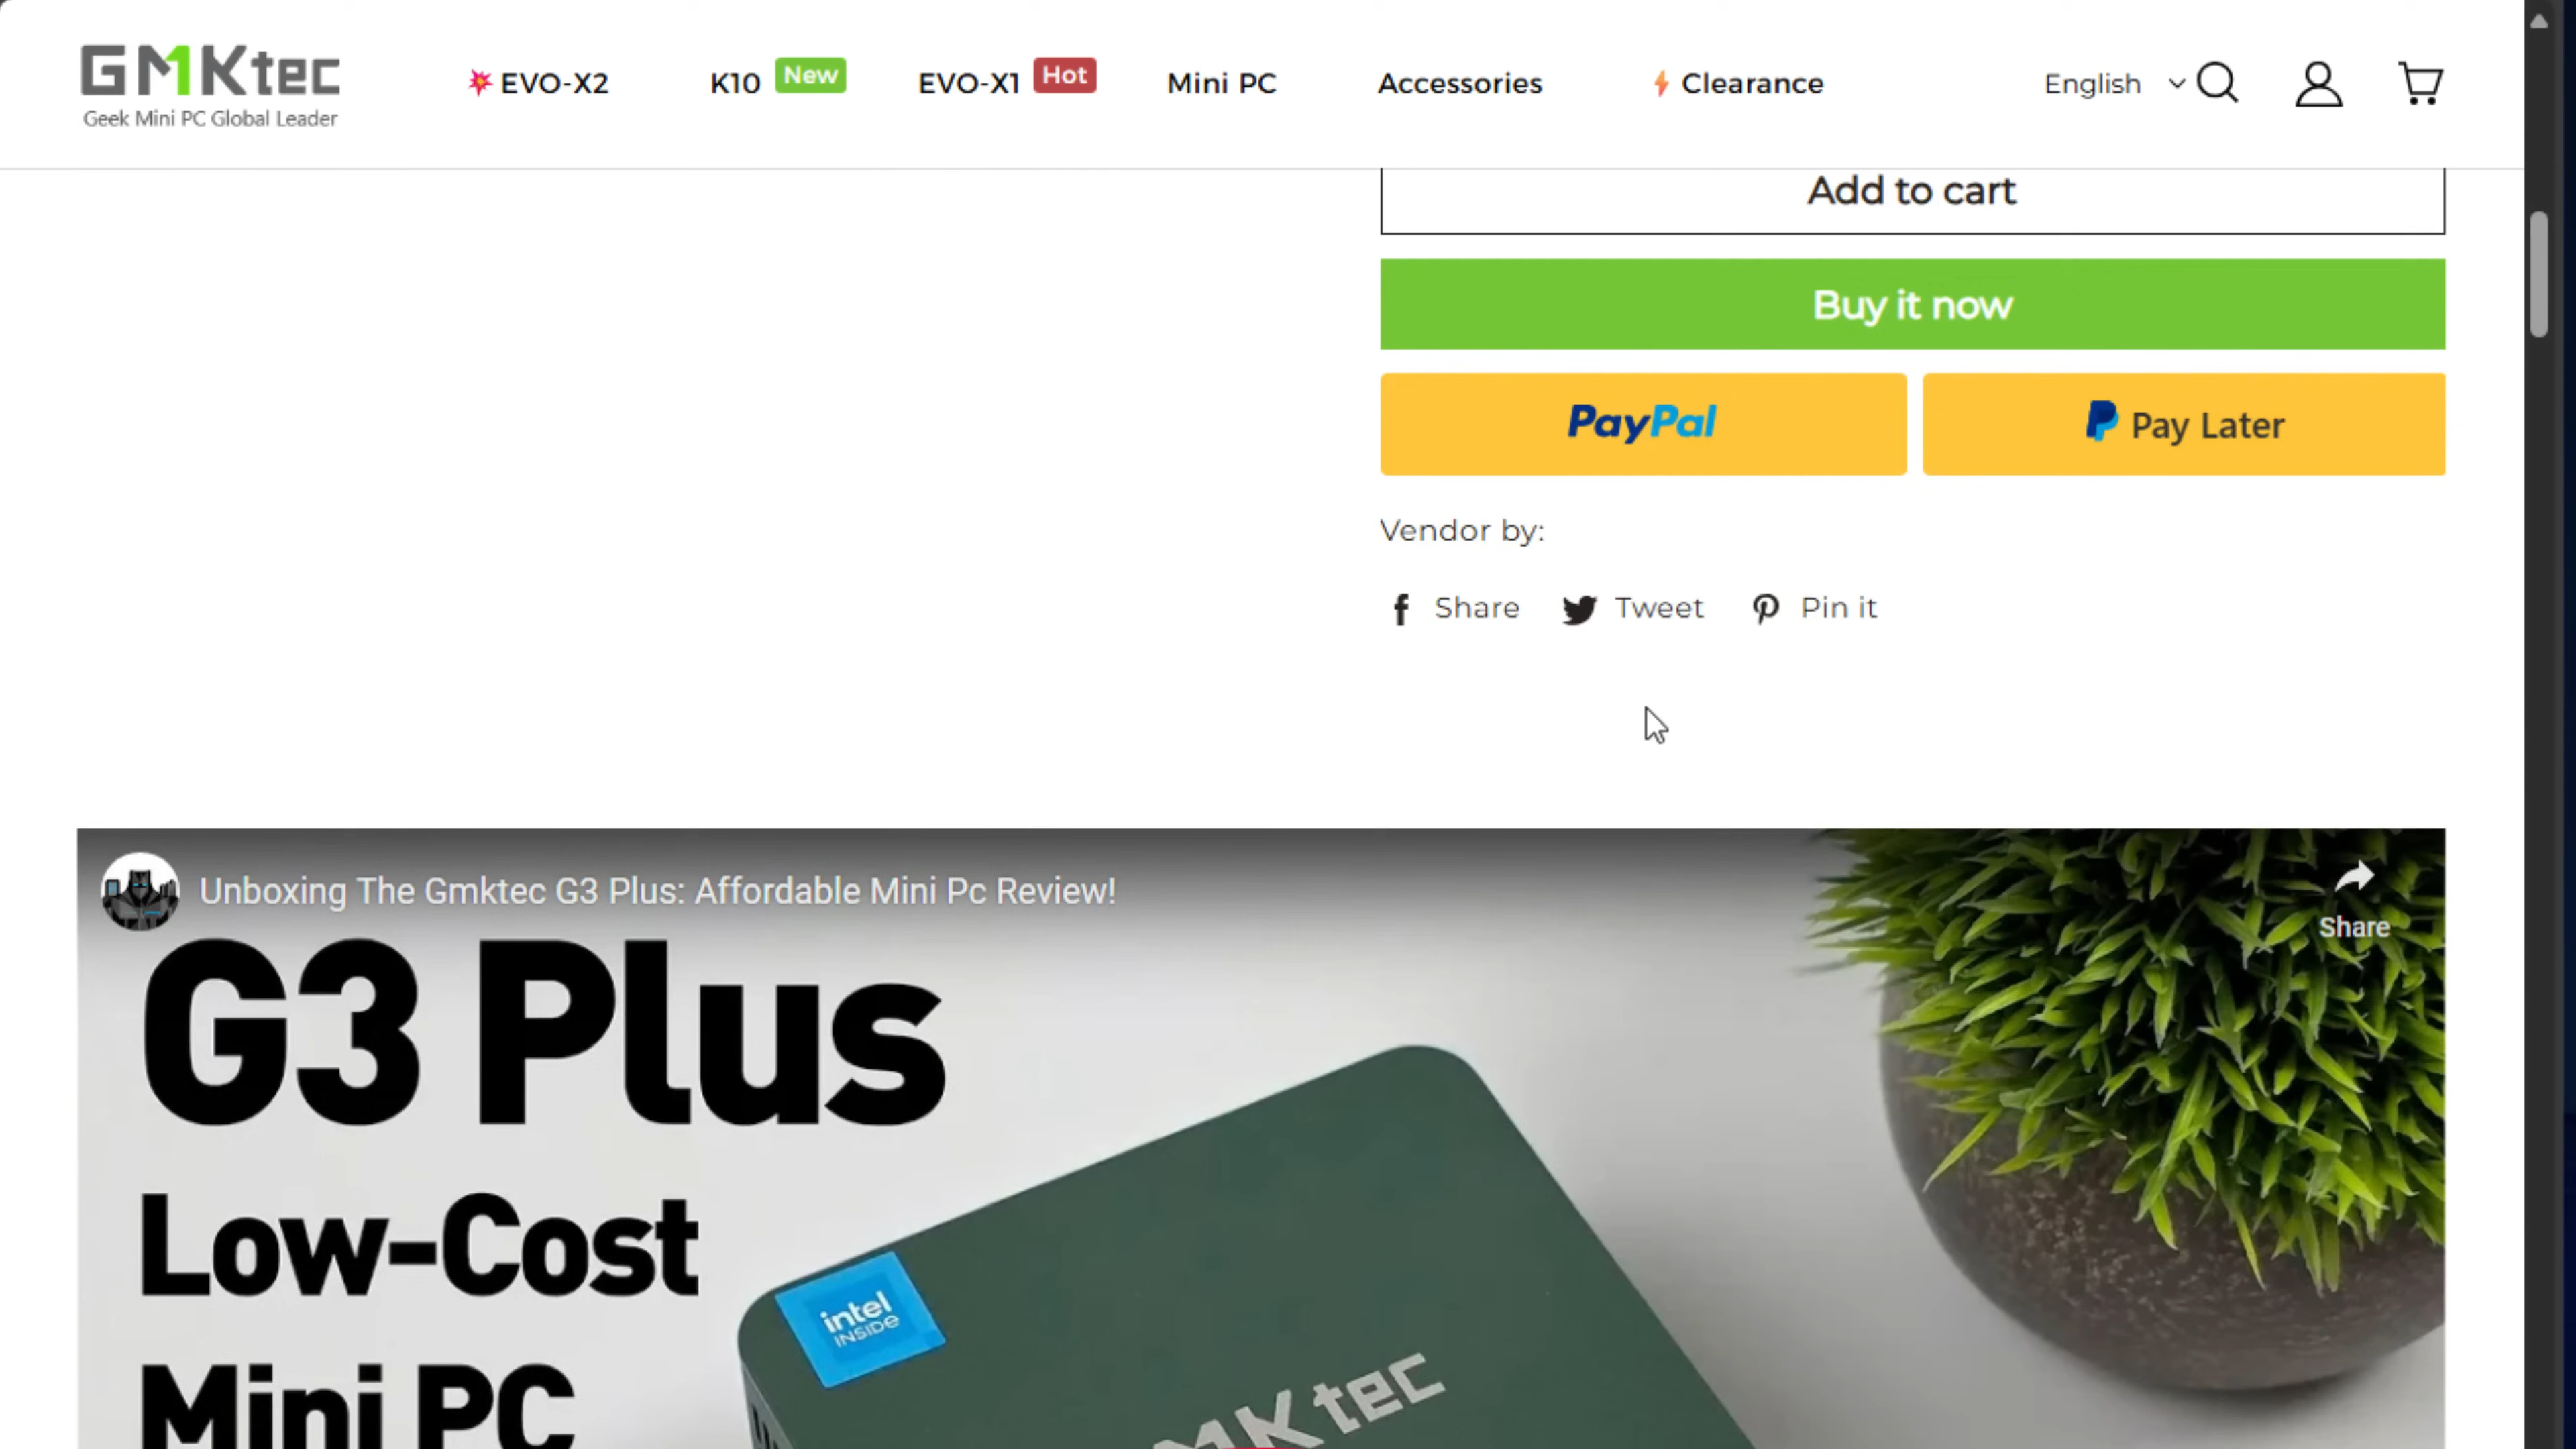 GMKtec
Geek Mini PC Global Leader
EVO-X2
K10 New
EVO-X1 Hot
Mini PC
Accessories
Clearance
English
Add to cart
Buy it now
PayPal
P Pay Later
Vendor by:
f Share
Tweet
Pin it
Unboxing The Gmktec G3 Plus: Affordable Mini Pc Review!
Share
G3 Plus
Low-Cost
Mini PC
intel
INSIDE
MKtec